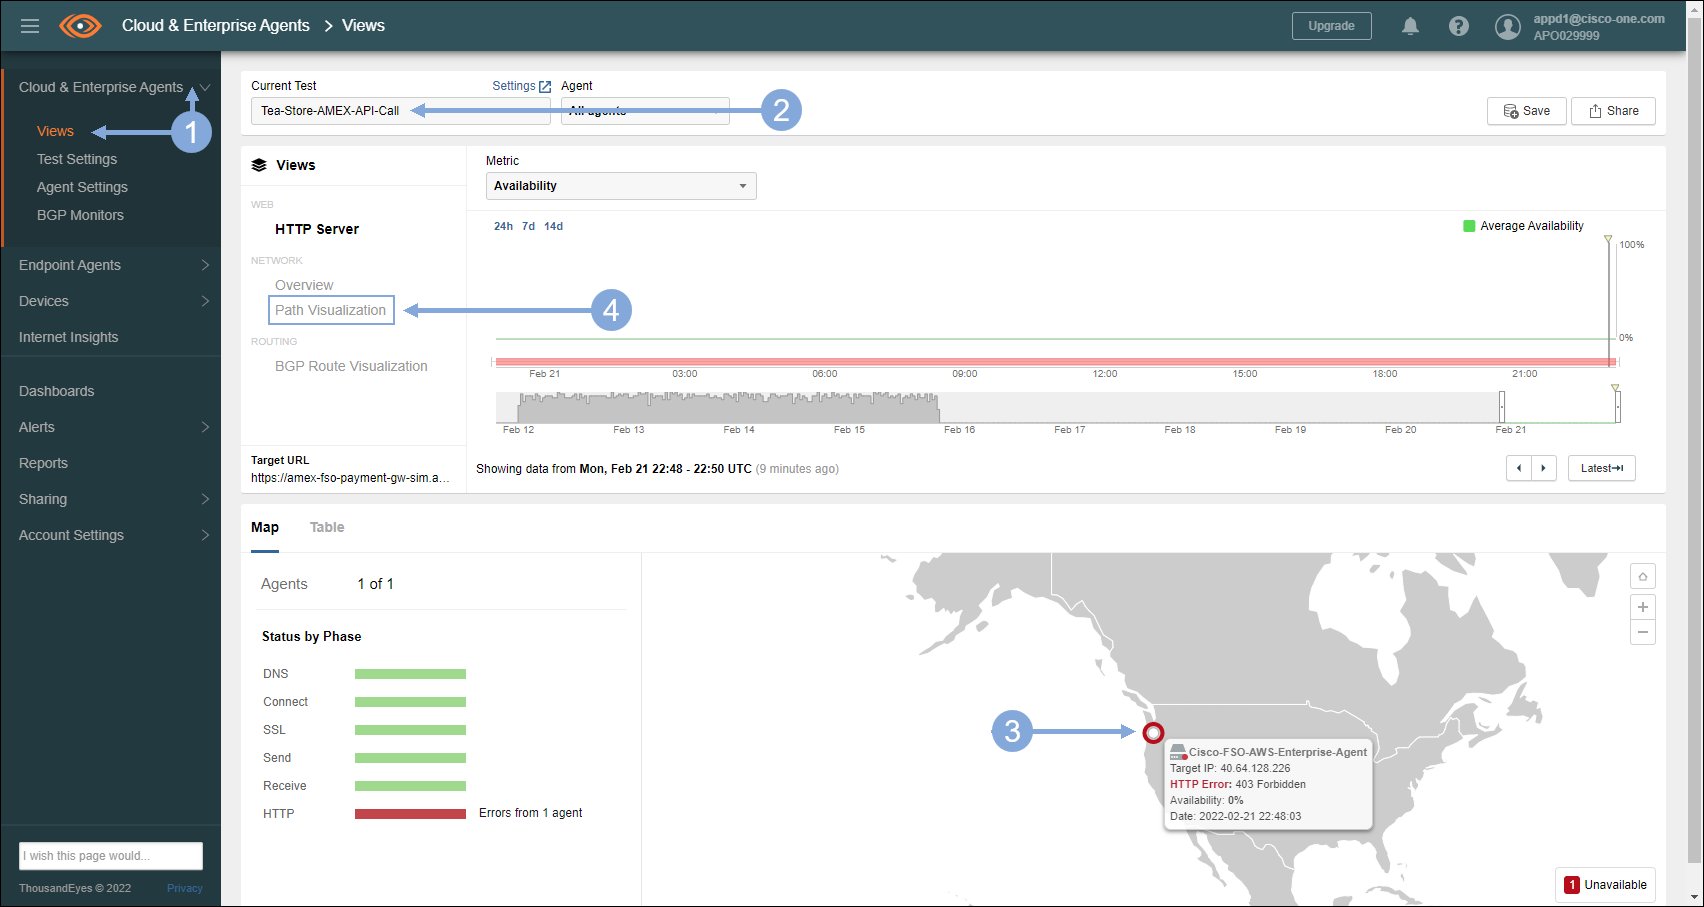 Cloud & Enterprise Agents > Views
Upgrade
appd1@cisco-one.com
APO029999
Cloud & Enterprise Agents
1
Views
Test Settings
Agent Settings
BGP Monitors
Endpoint Agents
Devices
Internet Insights
Dashboards
Alerts
Reports
Sharing
Account Settings
I wish this page would...
ThousandEyes © 2022 Privacy
Current Test Settings Agent
Tea-Store-AMEX-API-Call
All agents
2
Save Share
Views
WEB
HTTP Server
NETWORK
Overview
Path Visualization
4
ROUTING
BGP Route Visualization
Target URL
https://amex-fso-payment-gw-sim.a...
Metric
Availability
24h 7d 14d
Average Availability
100%
0%
Feb 21 03:00 06:00 09:00 12:00 15:00 18:00 21:00
Feb 12 Feb 13 Feb 14 Feb 15 Feb 16 Feb 17 Feb 18 Feb 19 Feb 20 Feb 21
Showing data from Mon, Feb 21 22:48 - 22:50 UTC (9 minutes ago)
Latest
Map Table
Agents 1 of 1
Status by Phase
DNS
Connect
SSL
Send
Receive
HTTP Errors from 1 agent
3
Cisco-FSO-AWS-Enterprise-Agent
Target IP: 40.64.128.226
HTTP Error: 403 Forbidden
Availability: 0%
Date: 2022-02-21 22:48:03
+
−
1 Unavailable